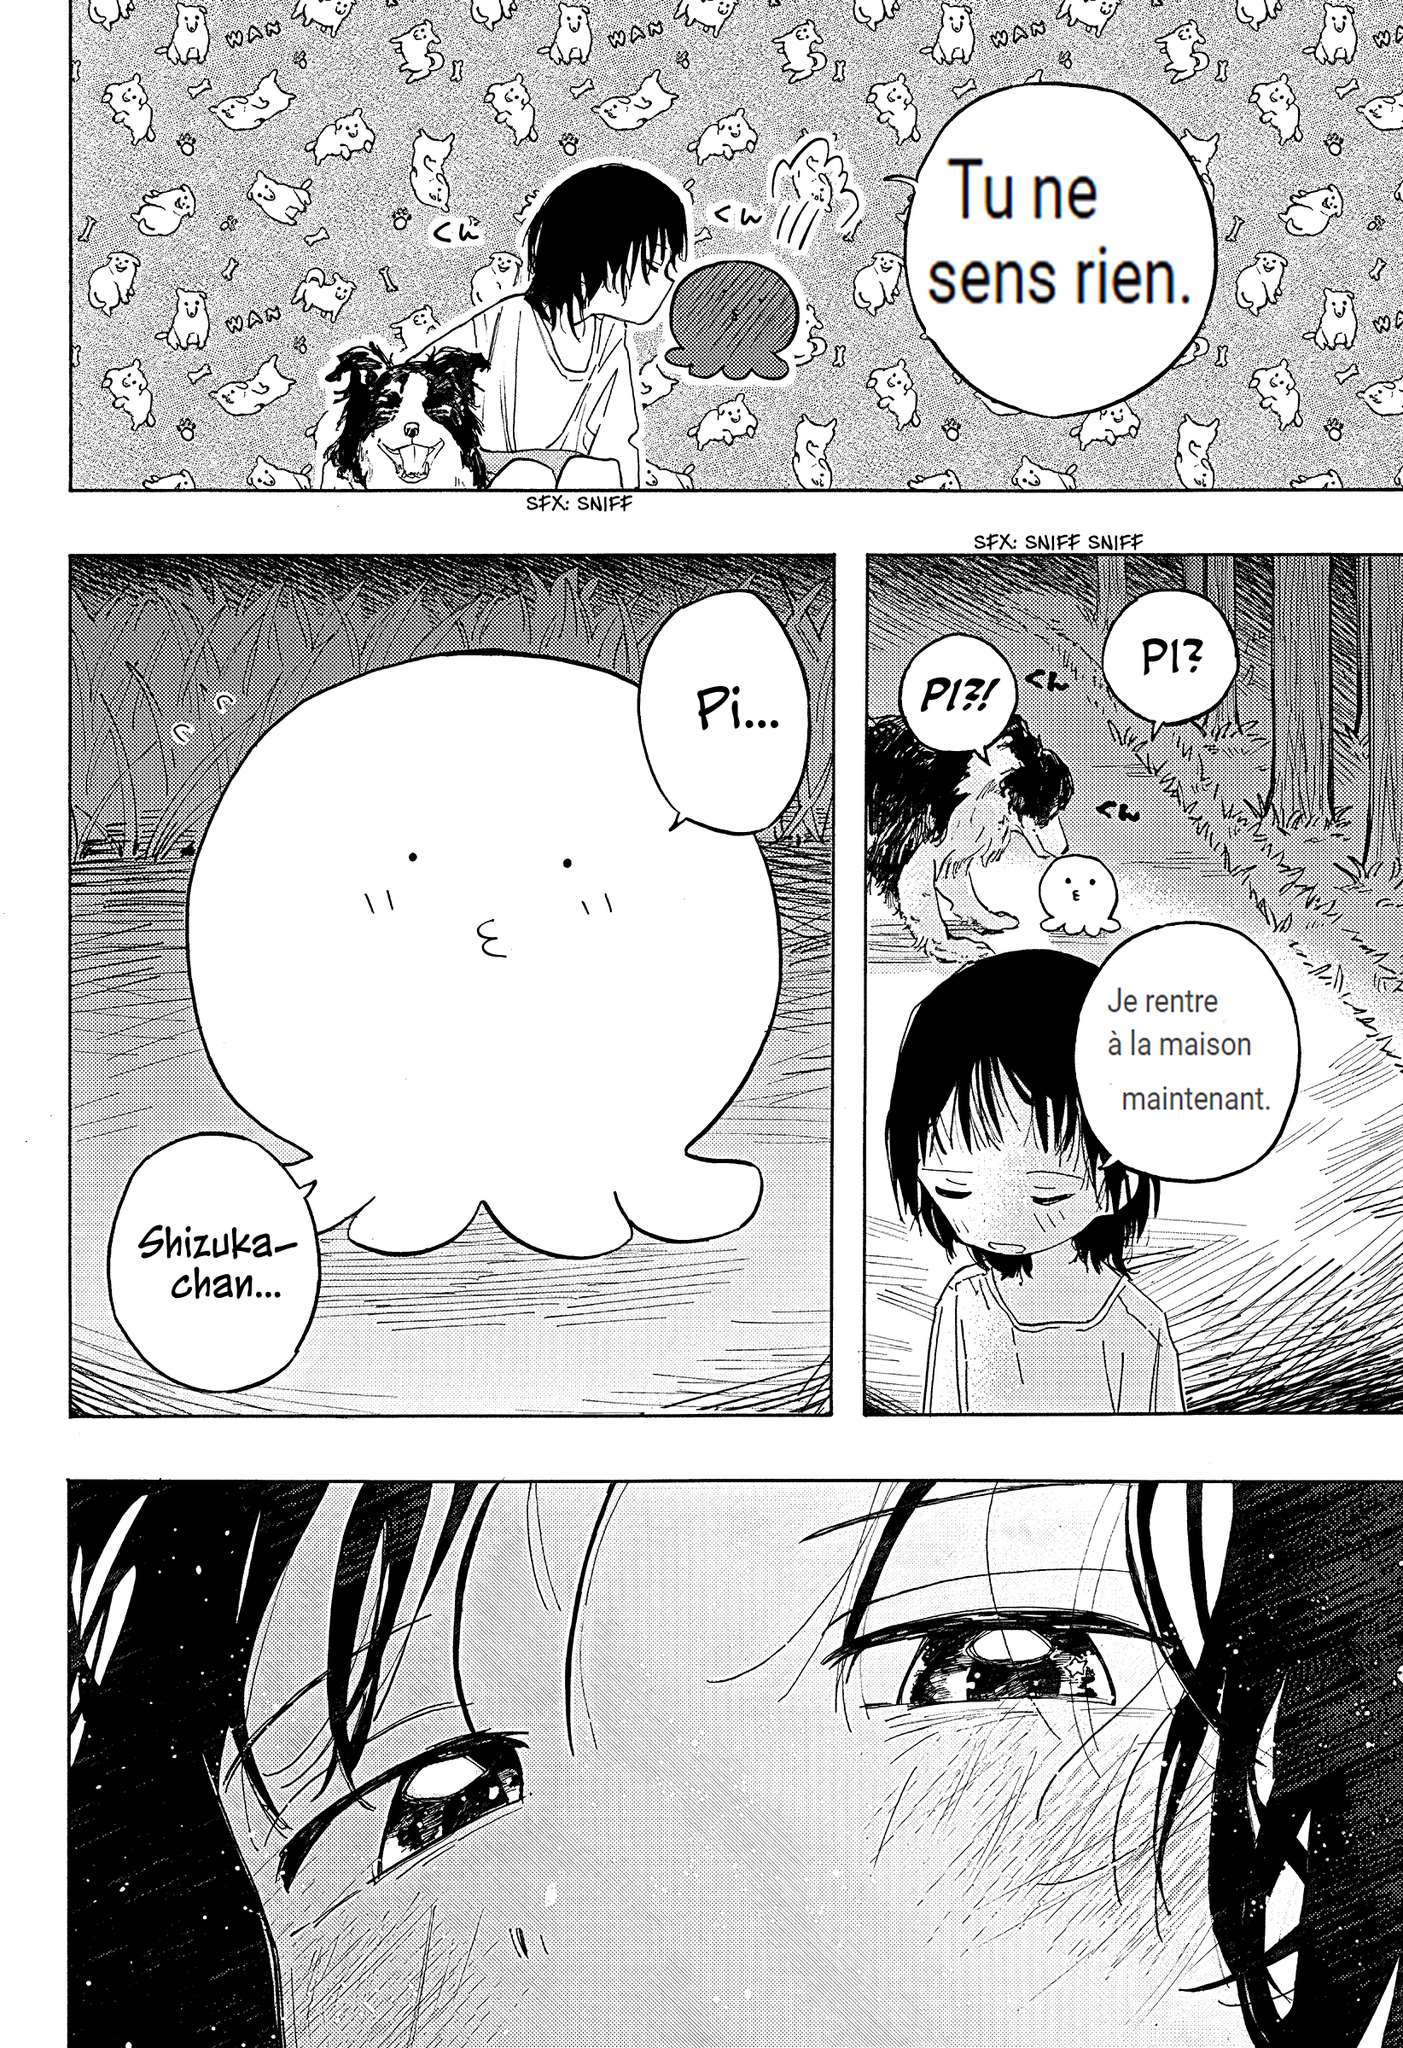 WAN
WAN
WAN
Tu ne
sens rien.
くん
くん
WAN
WAN
SFX: SNIFF
SFX: SNIFF SNIFF
PI?
PI?!
くん
くん
Je rentre
à la maison
maintenant.
Pi...
Shizuka–
chan...